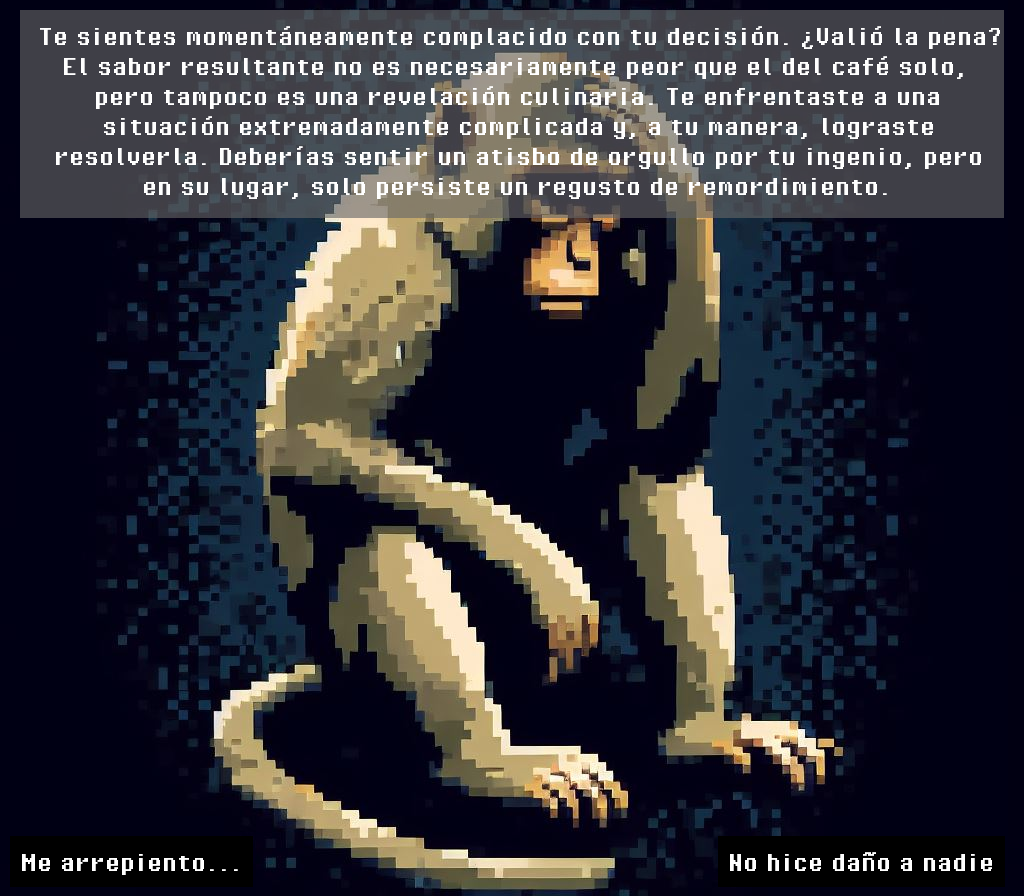 Te sientes momentáneamente complacido con tu decisión. ¿Valió la pena?
El sabor resultante no es necesariamente peor que el del café solo,
pero tampoco es una revelación culinaria. Te enfrentaste a una
situación extremadamente complicada y, a tu manera, lograste
resolverla. Deberías sentir un atisbo de orgullo por tu ingenio, pero
en su lugar, solo persiste un regusto de remordimiento.
Me arrepiento...
No hice daño a nadie